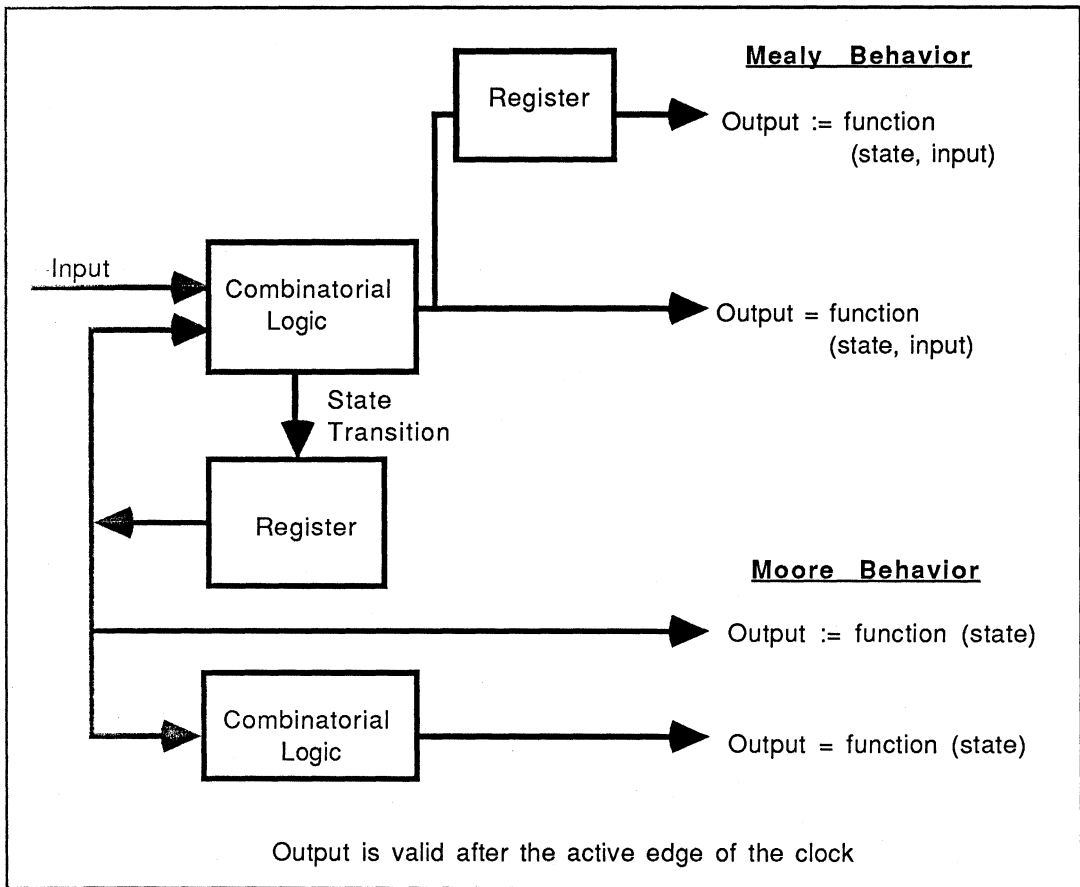 Mealy Behavior
Register
Output := function
(state, input)
Input
Combinatorial
Logic
Output = function
(state, input)
State
Transition
Register
Moore Behavior
Output := function (state)
Combinatorial
Logic
Output = function (state)
Output is valid after the active edge of the clock